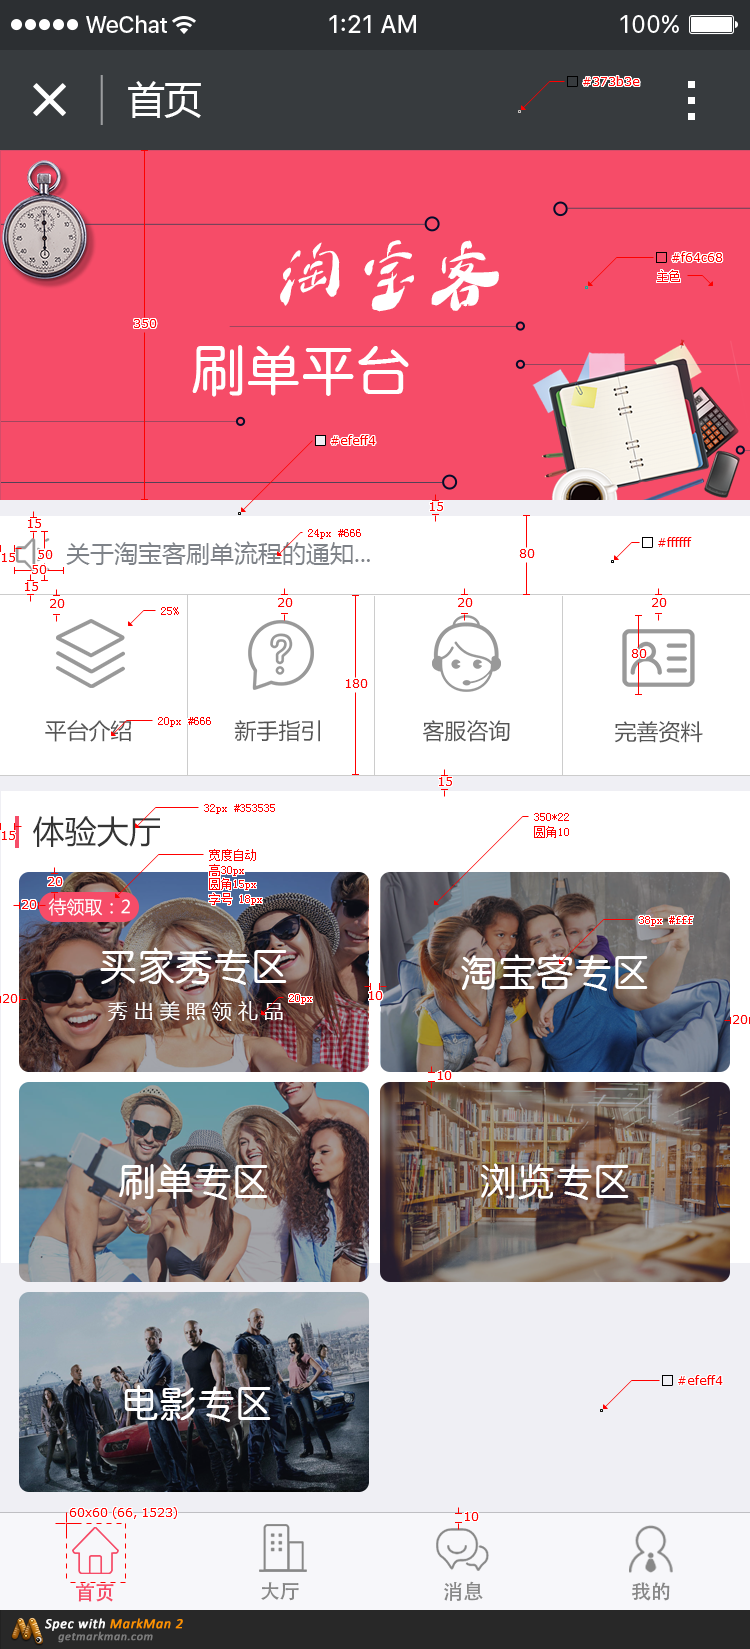 WeChat 1:21 AM 100%
首页
#373b3e
#f64c68
主色
淘宝客
350
刷单平台
#efeff4
15
15
24px #666
#ffffff
15
50
关于淘宝客刷单流程的通知...
80
50
15
20
20
20
20
25%
80
180
20px #666
平台介绍
新手指引
客服咨询
完善资料
15
32px #353535
350*22
圆角10
15
体验大厅
宽度自动
高30px
圆角15px
字号 18px
20
20
待领取：2
38px #fff
买家秀专区
淘宝客专区
20
20px
10
秀出美照领礼品
20
10
刷单专区
浏览专区
#efeff4
电影专区
60x60 (66, 1523)
10
首页
大厅
消息
我的
Spec with MarkMan 2
getmarkman.com